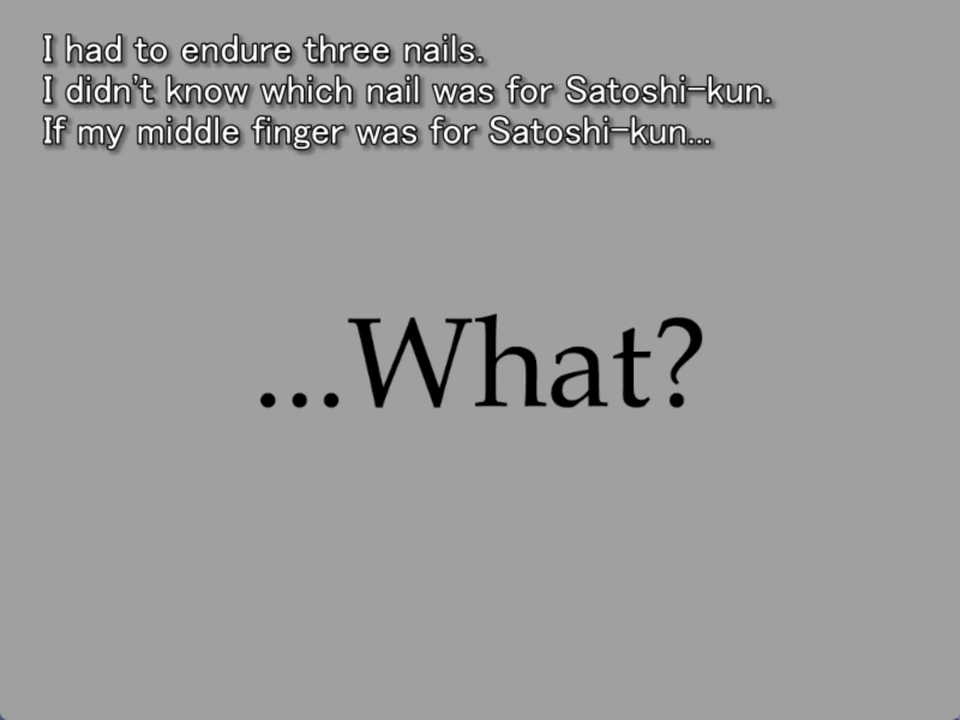 I had to endure three nails.
I didn't know which nail was for Satoshi-kun.
If my middle finger was for Satoshi-kun...
...What?